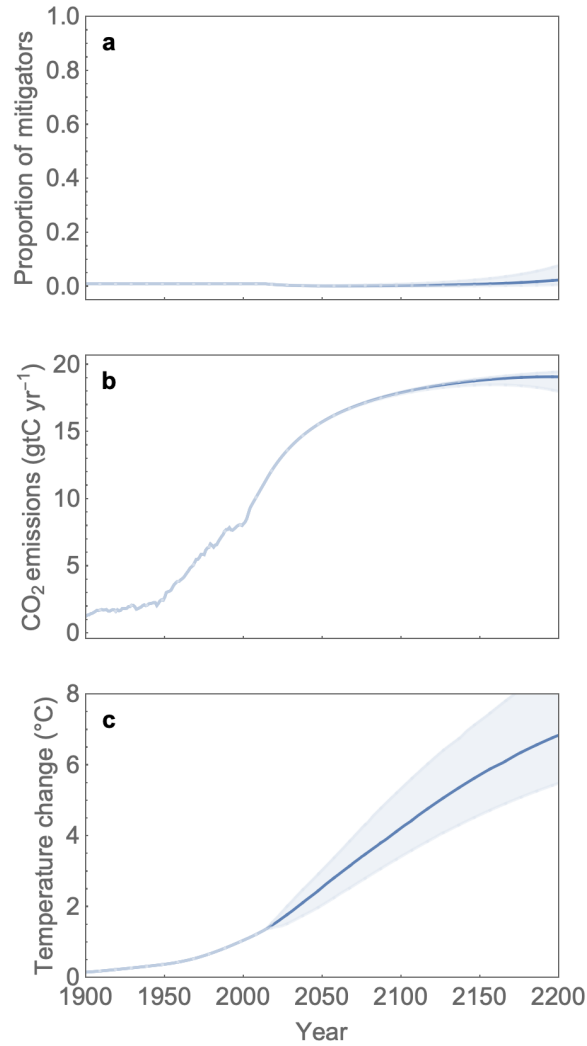 a
Proportion of mitigators
1.0
0.8
0.6
0.4
0.2
0.0
b
CO2 emissions (gtC yr−1)
20
15
10
5
0
c
Temperature change (°C)
8
6
4
2
0
1900 1950 2000 2050 2100 2150 2200
Year